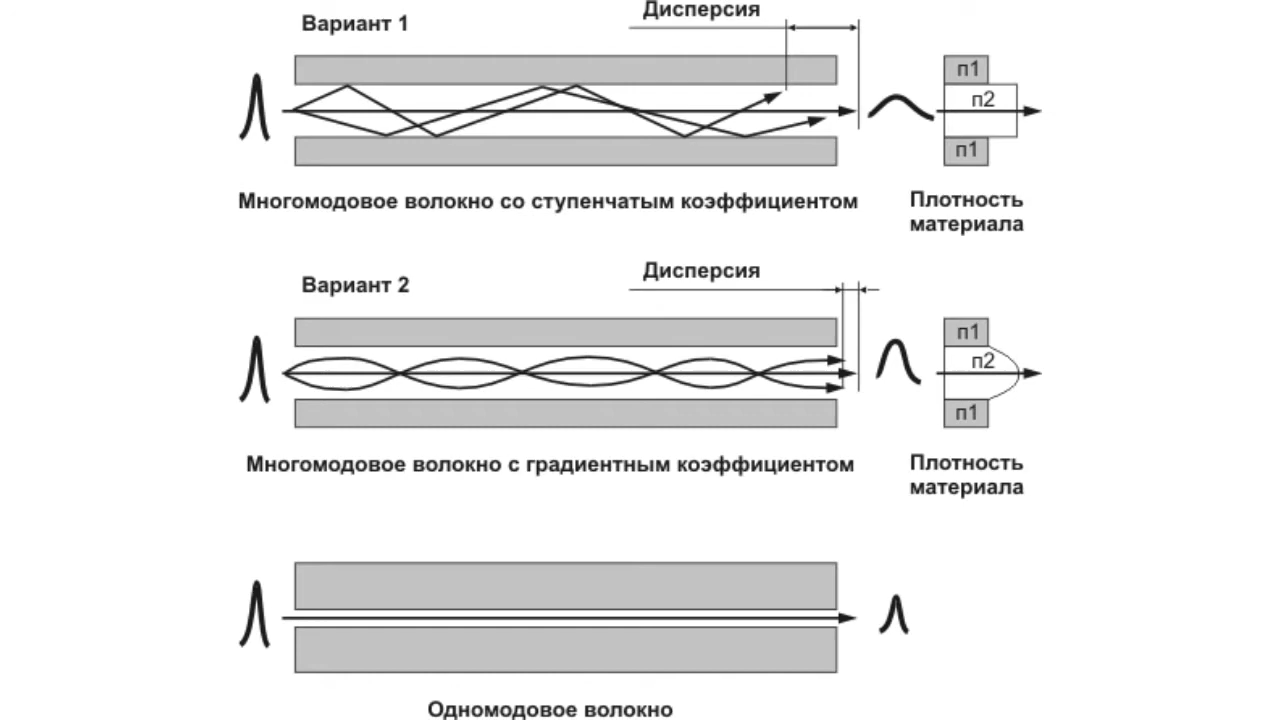 Вариант 1
Дисперсия
п1
п2
п1
Многомодовое волокно со ступенчатым коэффициентом
Плотность
материала
Вариант 2
Дисперсия
п1
п2
п1
Многомодовое волокно с градиентным коэффициентом
Плотность
материала
Одномодовое волокно